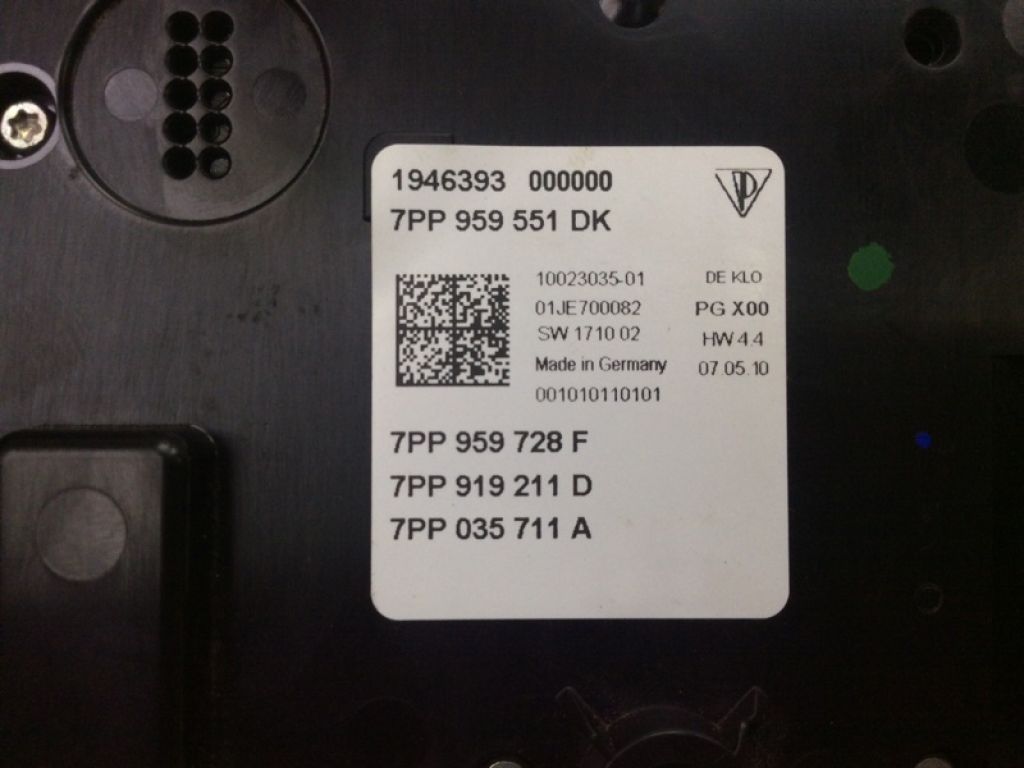 1946393 000000
7PP 959 551 DK
10023035-01 DE KLO
01JE700082 PG X00
SW 1710 02 HW 4.4
Made in Germany 07.05.10
001010110101
7PP 959 728 F
7PP 919 211 D
7PP 035 711 A